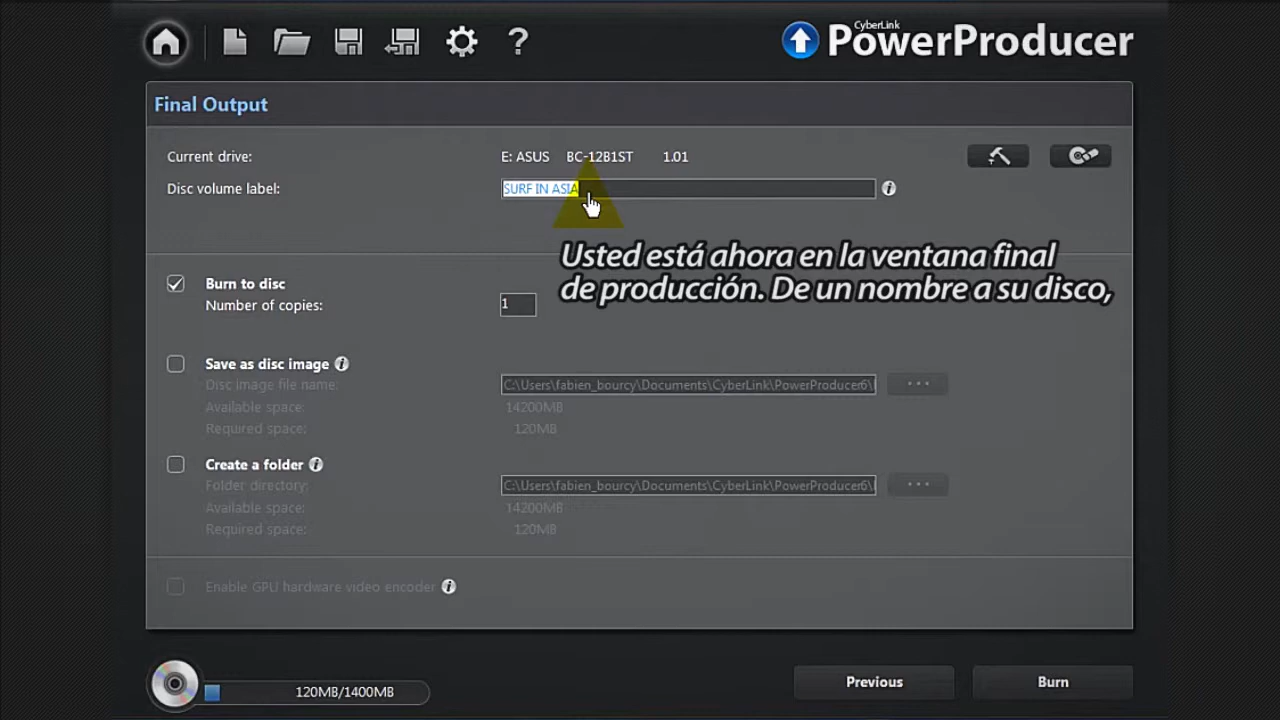 ?
CyberLink
PowerProducer
Final Output
Current drive: E: ASUS BC-12B1ST 1.01
Disc volume label: SURF IN ASIA
Usted está ahora en la ventana final
de producción. De un nombre a su disco,
Burn to disc
Number of copies: 1
Save as disc image
Disc image file name: C:\Users\fabien_bourcy\Documents\CyberLink\PowerProducer6\
Available space: 14200MB
Required space: 120MB
Create a folder
Folder directory: C:\Users\fabien_bourcy\Documents\CyberLink\PowerProducer6\
Available space: 14200MB
Required space: 120MB
Enable GPU hardware video encoder
120MB/1400MB
Previous
Burn